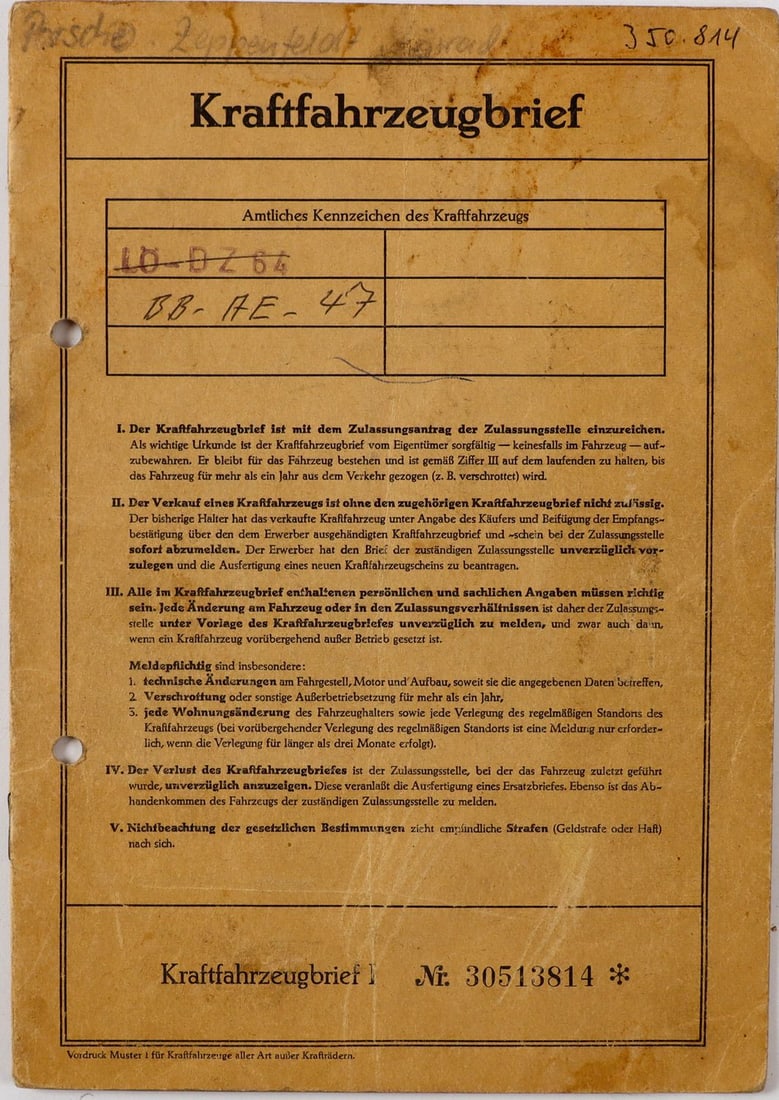 Porsche Zeppenfeldt 350.814
Kraftfahrzeugbrief
Amtliches Kennzeichen des Kraftfahrzeugs
LÖ-DZ 64
BB-AE-47
I. Der Kraftfahrzeugbrief ist mit dem Zulassungsantrag der Zulassungsstelle einzureichen.
Als wichtige Urkunde ist der Kraftfahrzeugbrief vom Eigentümer sorgfältig — keinesfalls im Fahrzeug — auf-
zubewahren. Er bleibt für das Fahrzeug bestehen und ist gemäß Ziffer III auf dem laufenden zu halten, bis
das Fahrzeug für mehr als ein Jahr aus dem Verkehr gezogen (z. B. verschrottet) wird.
II. Der Verkauf eines Kraftfahrzeugs ist ohne den zugehörigen Kraftfahrzeugbrief nicht zulässig.
Der bisherige Halter hat das verkaufte Kraftfahrzeug unter Angabe des Käufers und Beifügung der Empfangs-
bestätigung über den dem Erwerber ausgehändigten Kraftfahrzeugbrief und -schein bei der Zulassungsstelle
sofort abzumelden. Der Erwerber hat den Brief der zuständigen Zulassungsstelle unverzüglich vor-
zulegen und die Ausfertigung eines neuen Kraftfahrzeugscheins zu beantragen.
III. Alle im Kraftfahrzeugbrief enthaltenen persönlichen und sachlichen Angaben müssen richtig
sein. Jede Änderung am Fahrzeug oder in den Zulassungsverhältnissen ist daher der Zulassungs-
stelle unter Vorlage des Kraftfahrzeugbriefes unverzüglich zu melden, und zwar auch dann,
wenn ein Kraftfahrzeug vorübergehend außer Betrieb gesetzt ist.
Meldepflichtig sind insbesondere:
1. technische Änderungen am Fahrgestell, Motor und Aufbau, soweit sie die angegebenen Daten betreffen,
2. Verschrottung oder sonstige Außerbetriebsetzung für mehr als ein Jahr,
3. jede Wohnungsänderung des Fahrzeughalters sowie jede Verlegung des regelmäßigen Standorts des
Kraftfahrzeugs (bei vorübergehender Verlegung des regelmäßigen Standorts ist eine Meldung nur erforder-
lich, wenn die Verlegung für länger als drei Monate erfolgt).
IV. Der Verlust des Kraftfahrzeugbriefes ist der Zulassungsstelle, bei der das Fahrzeug zuletzt geführt
wurde, unverzüglich anzuzeigen. Diese veranlaßt die Ausfertigung eines Ersatzbriefes. Ebenso ist das Ab-
handenkommen des Fahrzeugs der zuständigen Zulassungsstelle zu melden.
V. Nichtbeachtung der gesetzlichen Bestimmungen zieht empfindliche Strafen (Geldstrafe oder Haft)
nach sich.
Kraftfahrzeugbrief I Nr. 30513814 *
Vordruck Muster 1 für Kraftfahrzeuge aller Art außer Krafträdern.